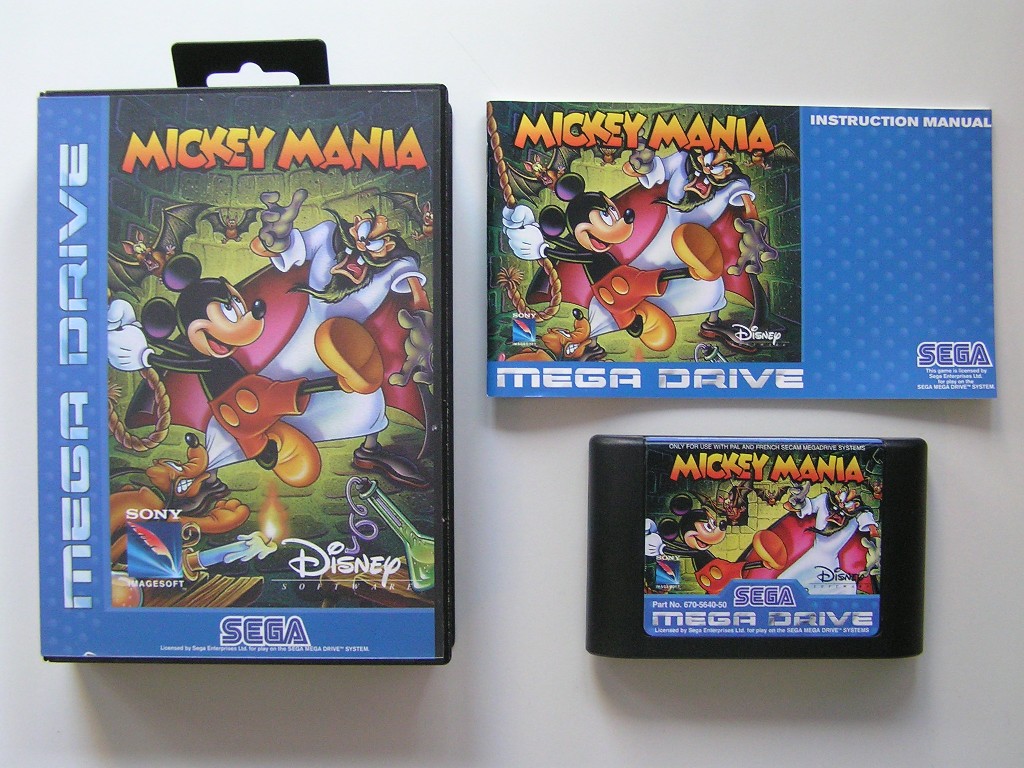 MICKEY MANIA
MEGA DRIVE
SONY
IMAGESOFT
Disney
SOFTWARE
SEGA
Licensed by Sega Enterprises Ltd. for play on the SEGA MEGA DRIVE™ SYSTEM.
MICKEY MANIA
INSTRUCTION MANUAL
SONY
IMAGESOFT
Disney
MEGA DRIVE
SEGA
This game is licensed by
Sega Enterprises Ltd.
for play on the
SEGA MEGA DRIVE™ SYSTEM.
ONLY FOR USE WITH PAL AND FRENCH SECAM MEGADRIVE SYSTEMS
MICKEY MANIA
SONY
Disney
Part No. 670-5640-50
SEGA
MEGA DRIVE
Licensed by Sega Enterprises Ltd. for play on the SEGA MEGA DRIVE™ SYSTEMS